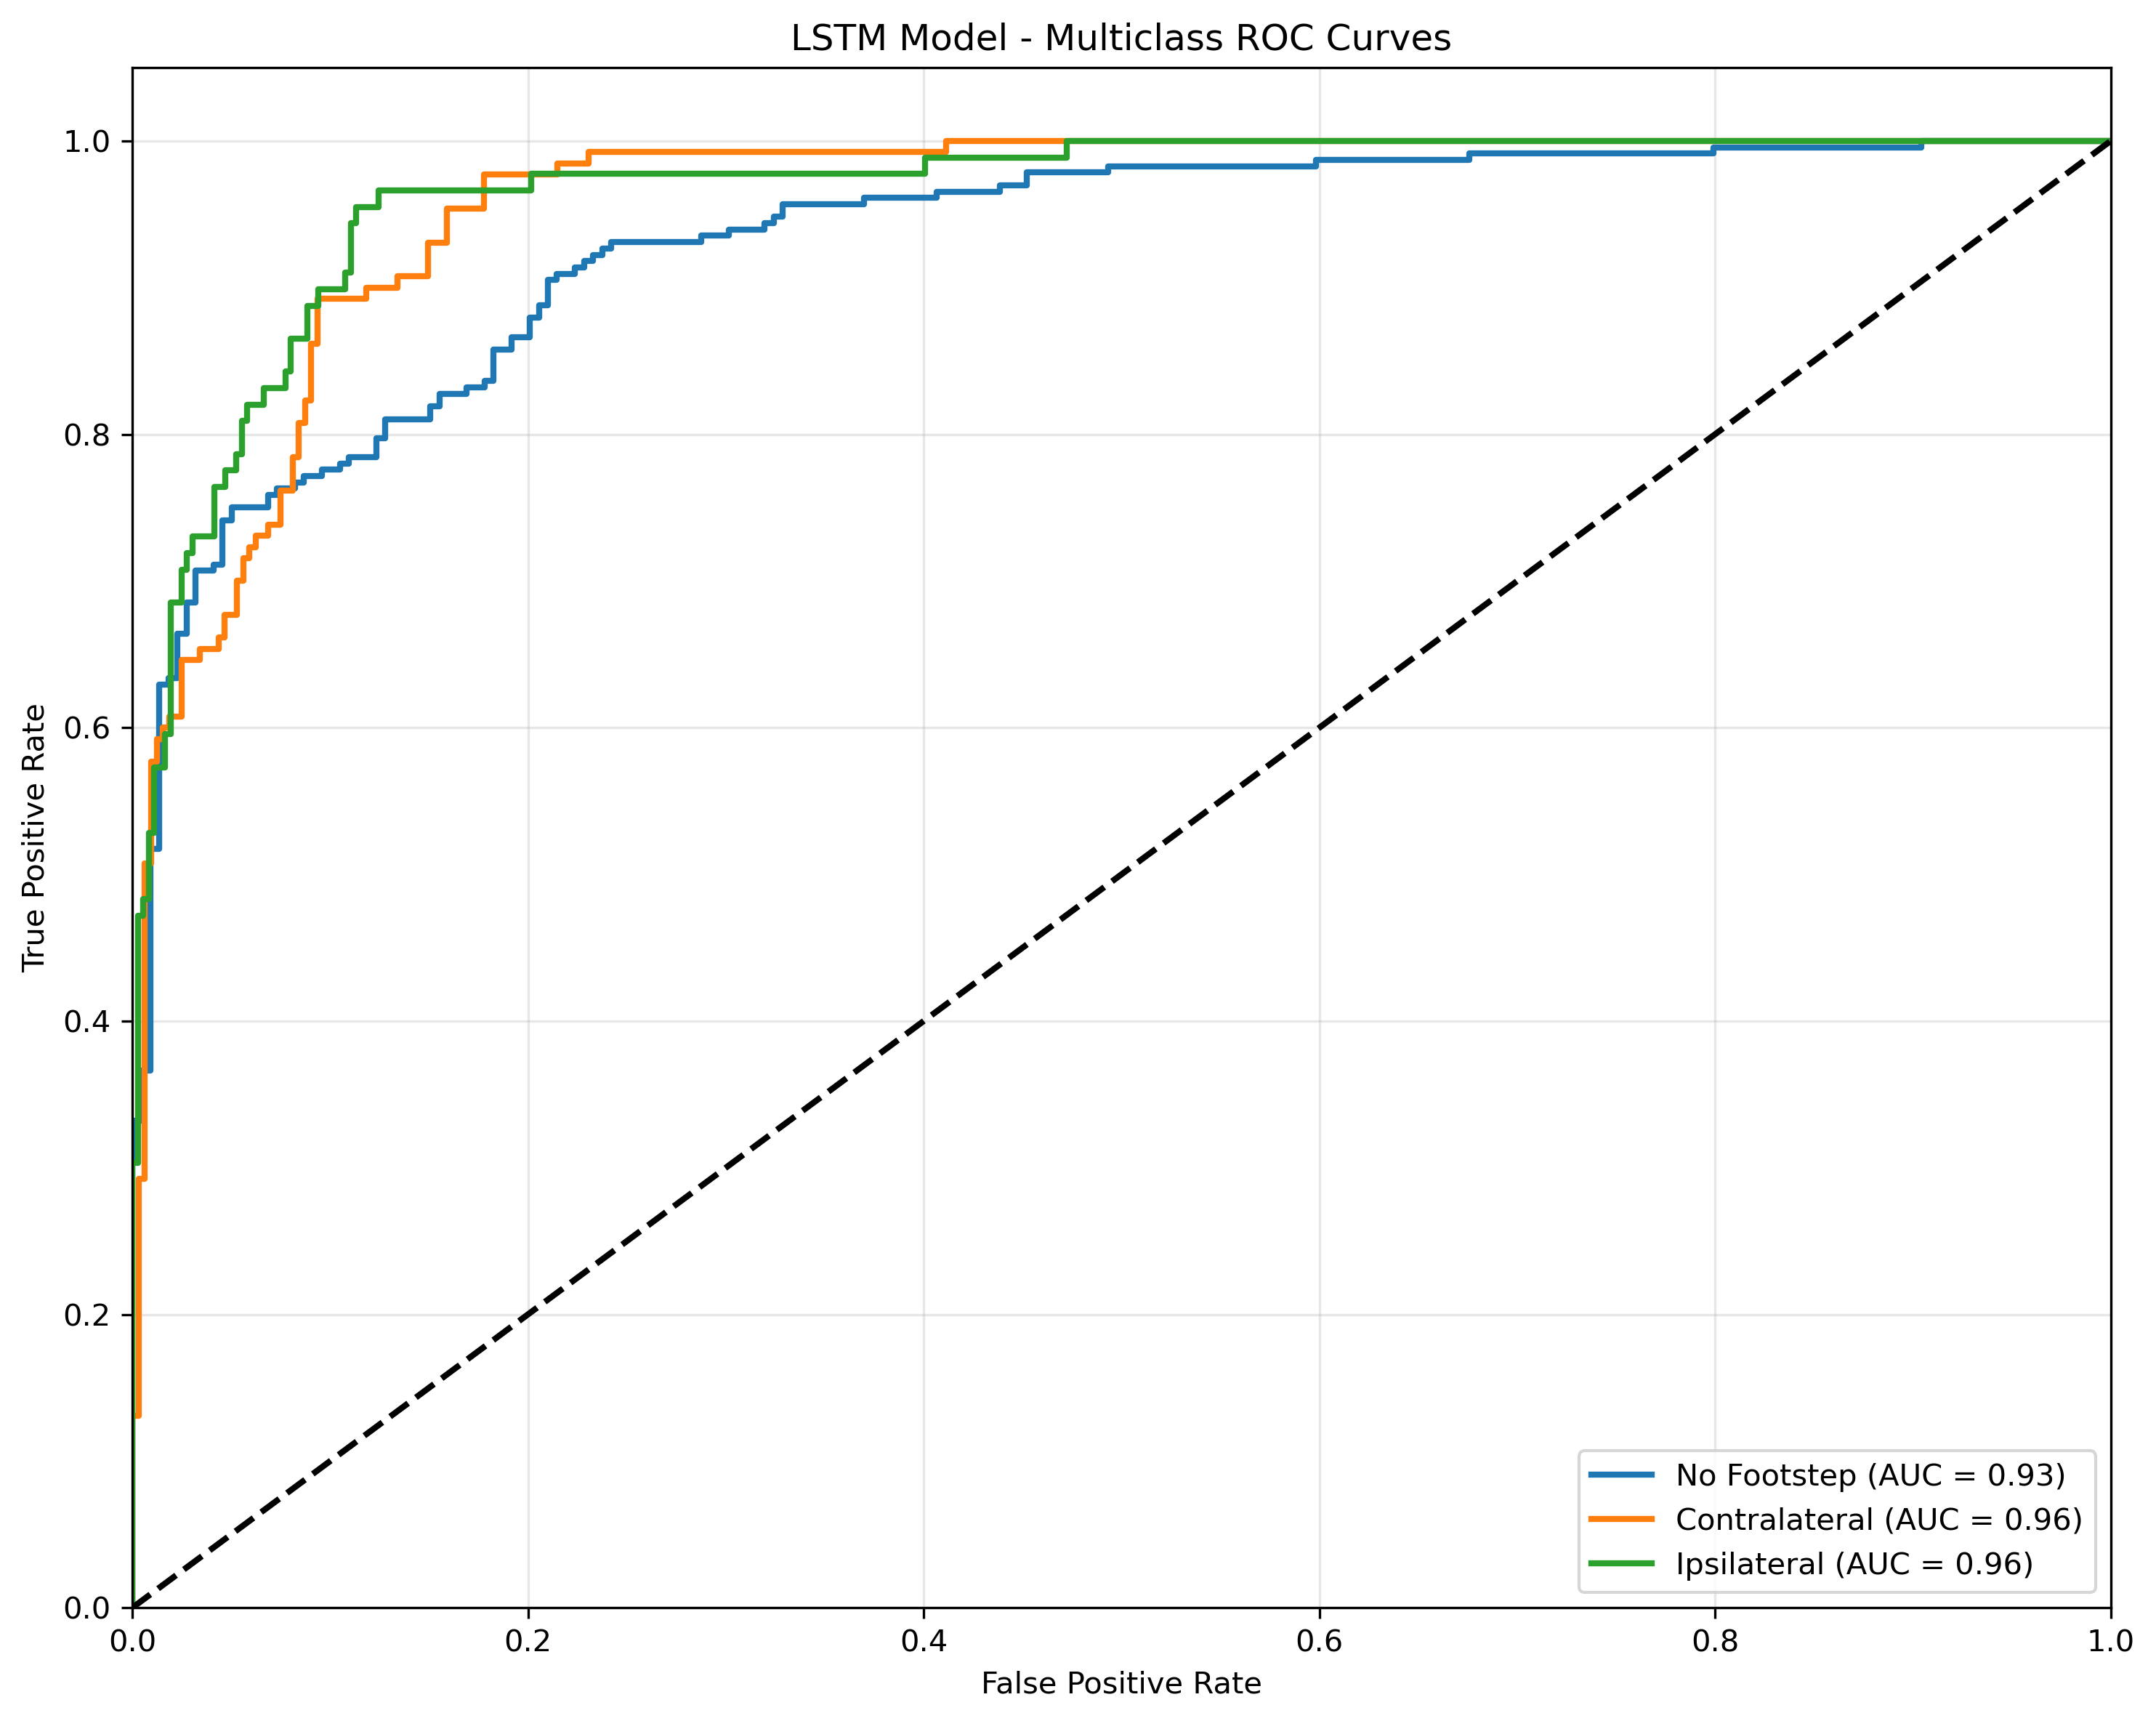 LSTM Model - Multiclass ROC Curves
1.0
0.8
0.6
0.4
0.2
0.0
True Positive Rate
0.0 0.2 0.4 0.6 0.8 1.0
False Positive Rate
No Footstep (AUC = 0.93)
Contralateral (AUC = 0.96)
Ipsilateral (AUC = 0.96)